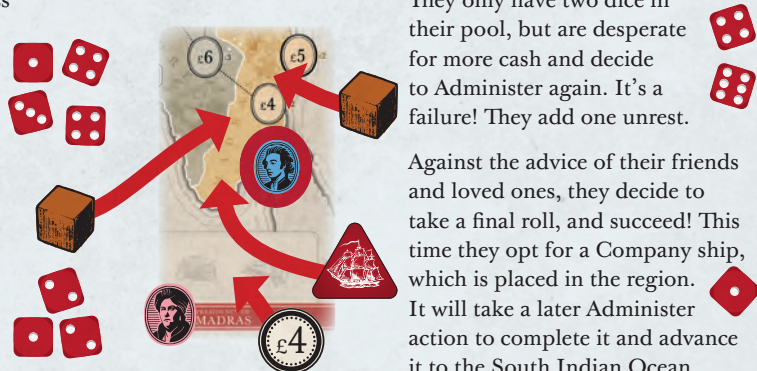 They only have two dice in
their pool, but are desperate
for more cash and decide
to Administer again. It's a
failure! They add one unrest.
Against the advice of their friends
and loved ones, they decide to
take a final roll, and succeed! This
time they opt for a Company ship,
which is placed in the region.
It will take a later Administer
action to complete it and advance
it to the South Indian Ocean
£6
£5
£4
MADRAS
£4